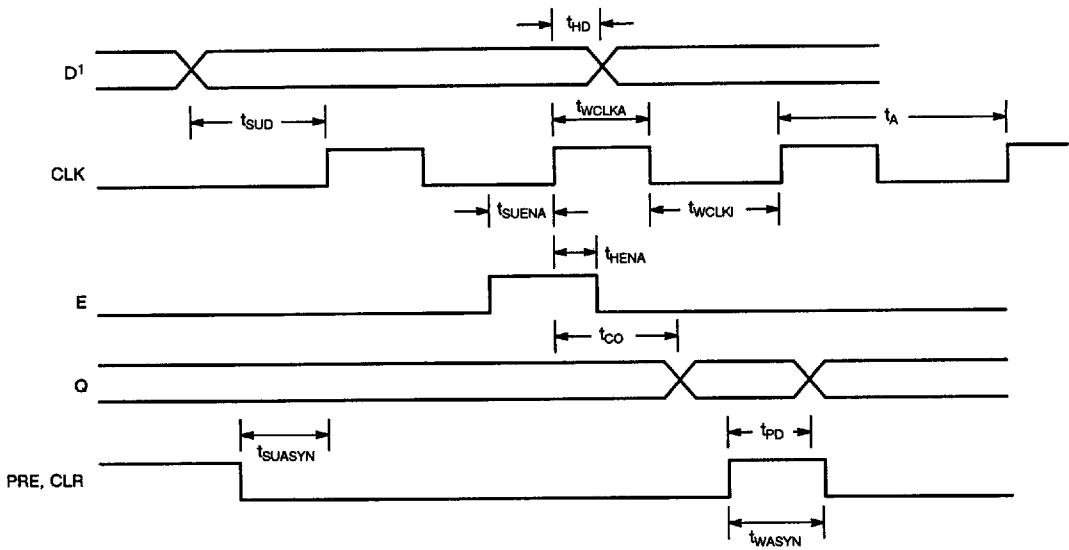 tHD
D¹
tSUD
tWCLKA
tA
CLK
tSUENA
tWCLKI
tHENA
E
tCO
Q
tSUASYN
tPD
PRE, CLR
tWASYN